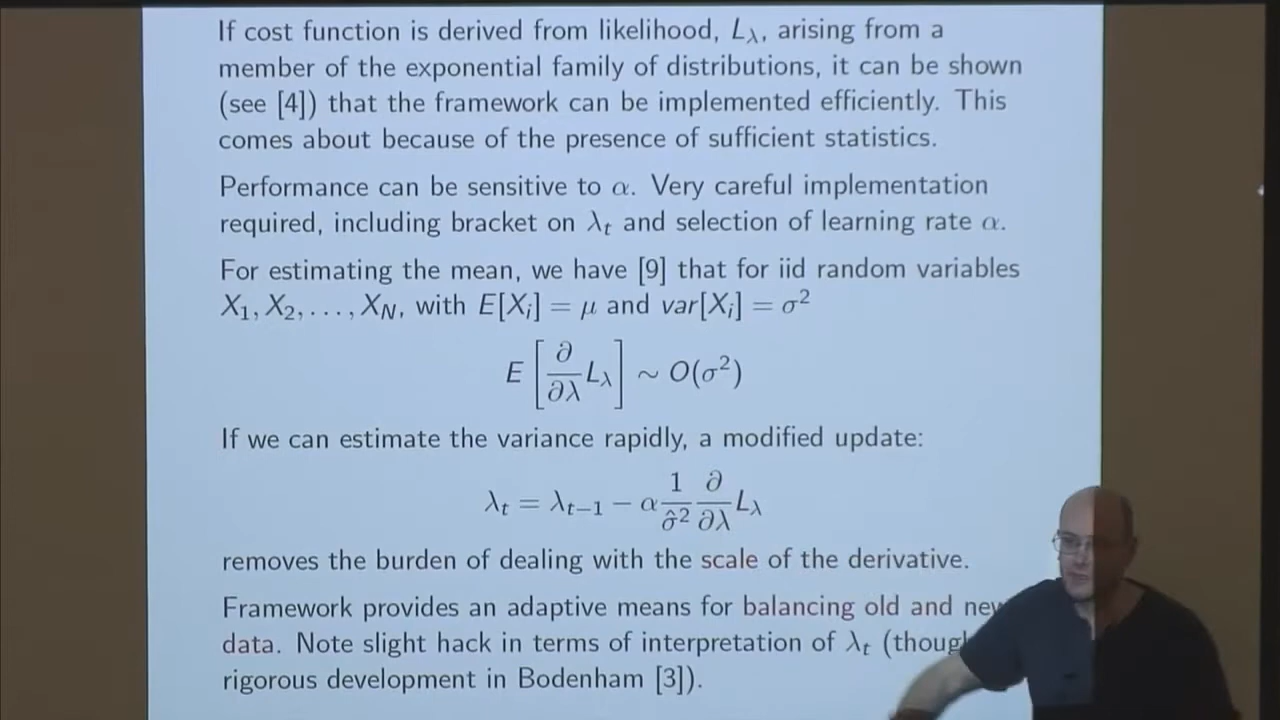 If cost function is derived from likelihood, L_λ, arising from a
member of the exponential family of distributions, it can be shown
(see [4]) that the framework can be implemented efficiently. This
comes about because of the presence of sufficient statistics.
Performance can be sensitive to α. Very careful implementation
required, including bracket on λ_t and selection of learning rate α.
For estimating the mean, we have [9] that for iid random variables
X_1, X_2, . . . , X_N, with E[X_i] = μ and var[X_i] = σ^2
E [ ∂/∂λ L_λ ] ∼ O(σ^2)
If we can estimate the variance rapidly, a modified update:
λ_t = λ_{t−1} − α 1/σ̂^2 ∂/∂λ L_λ
removes the burden of dealing with the scale of the derivative.
Framework provides an adaptive means for balancing old and
data. Note slight hack in terms of interpretation of λ_t
rigorous development in Bodenham [3]).